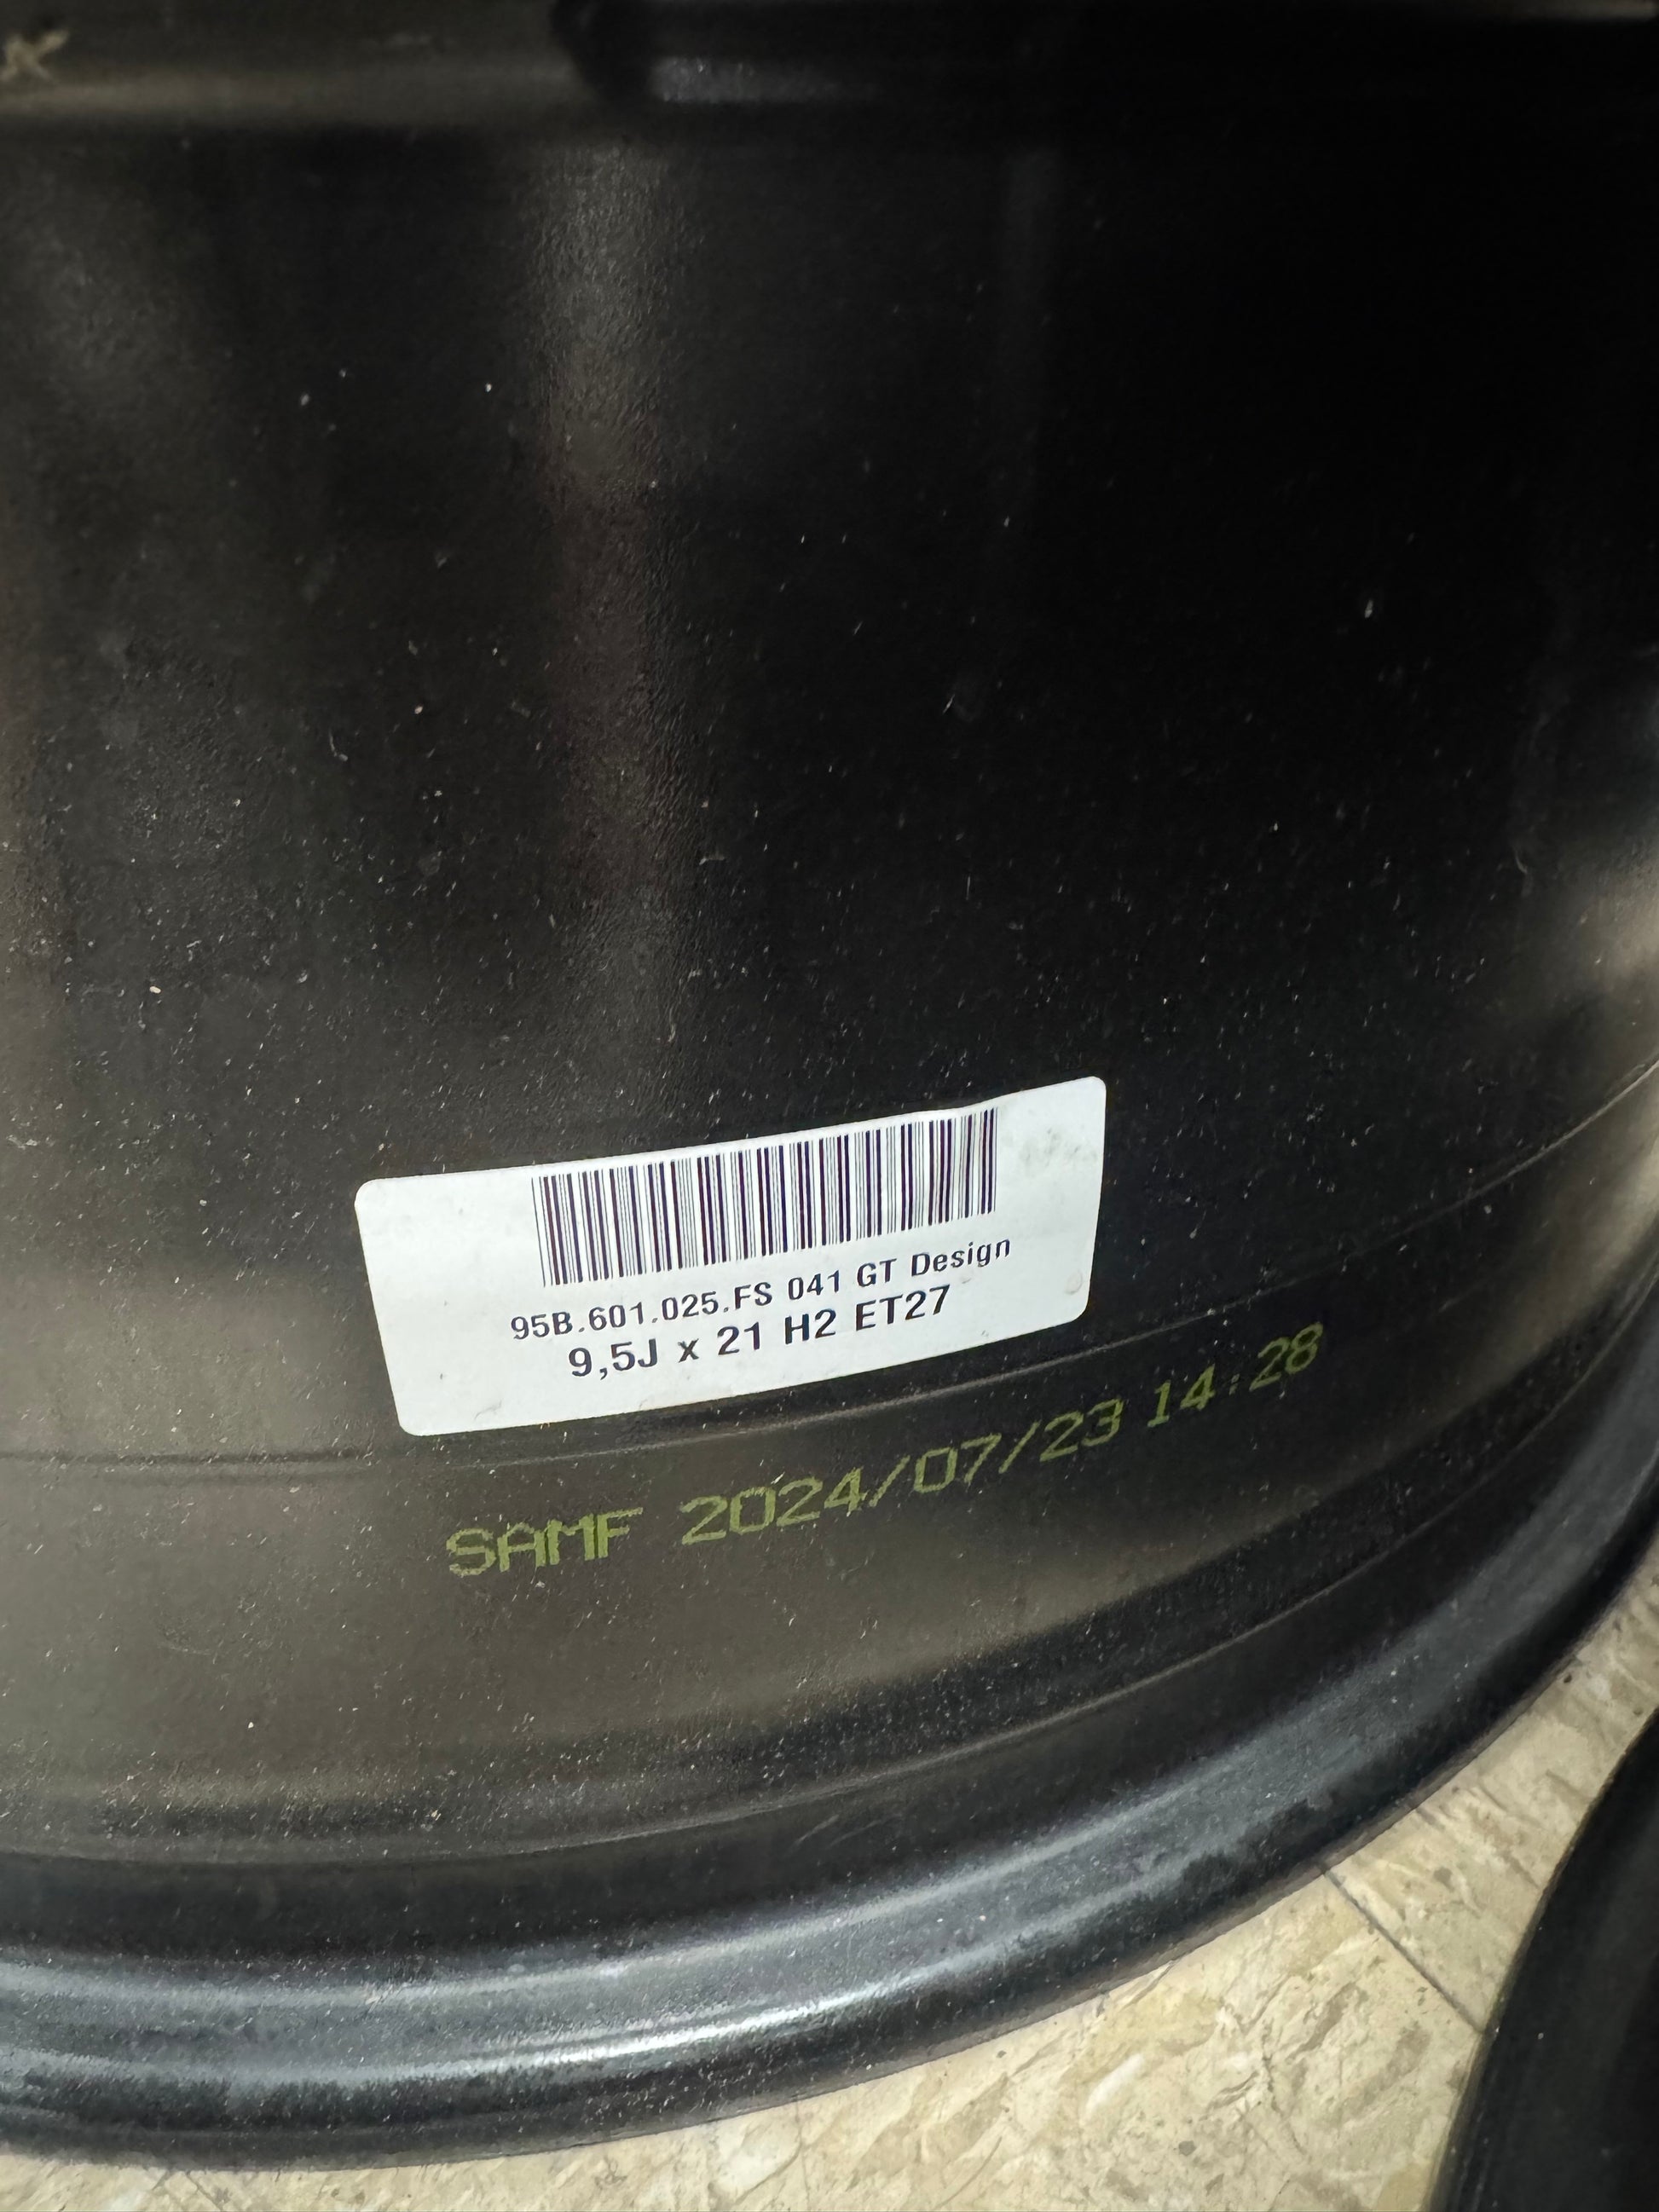 95B.601.025.FS 041 GT Design
9,5J x 21 H2 ET27
SAMF 2024/07/23 14:28